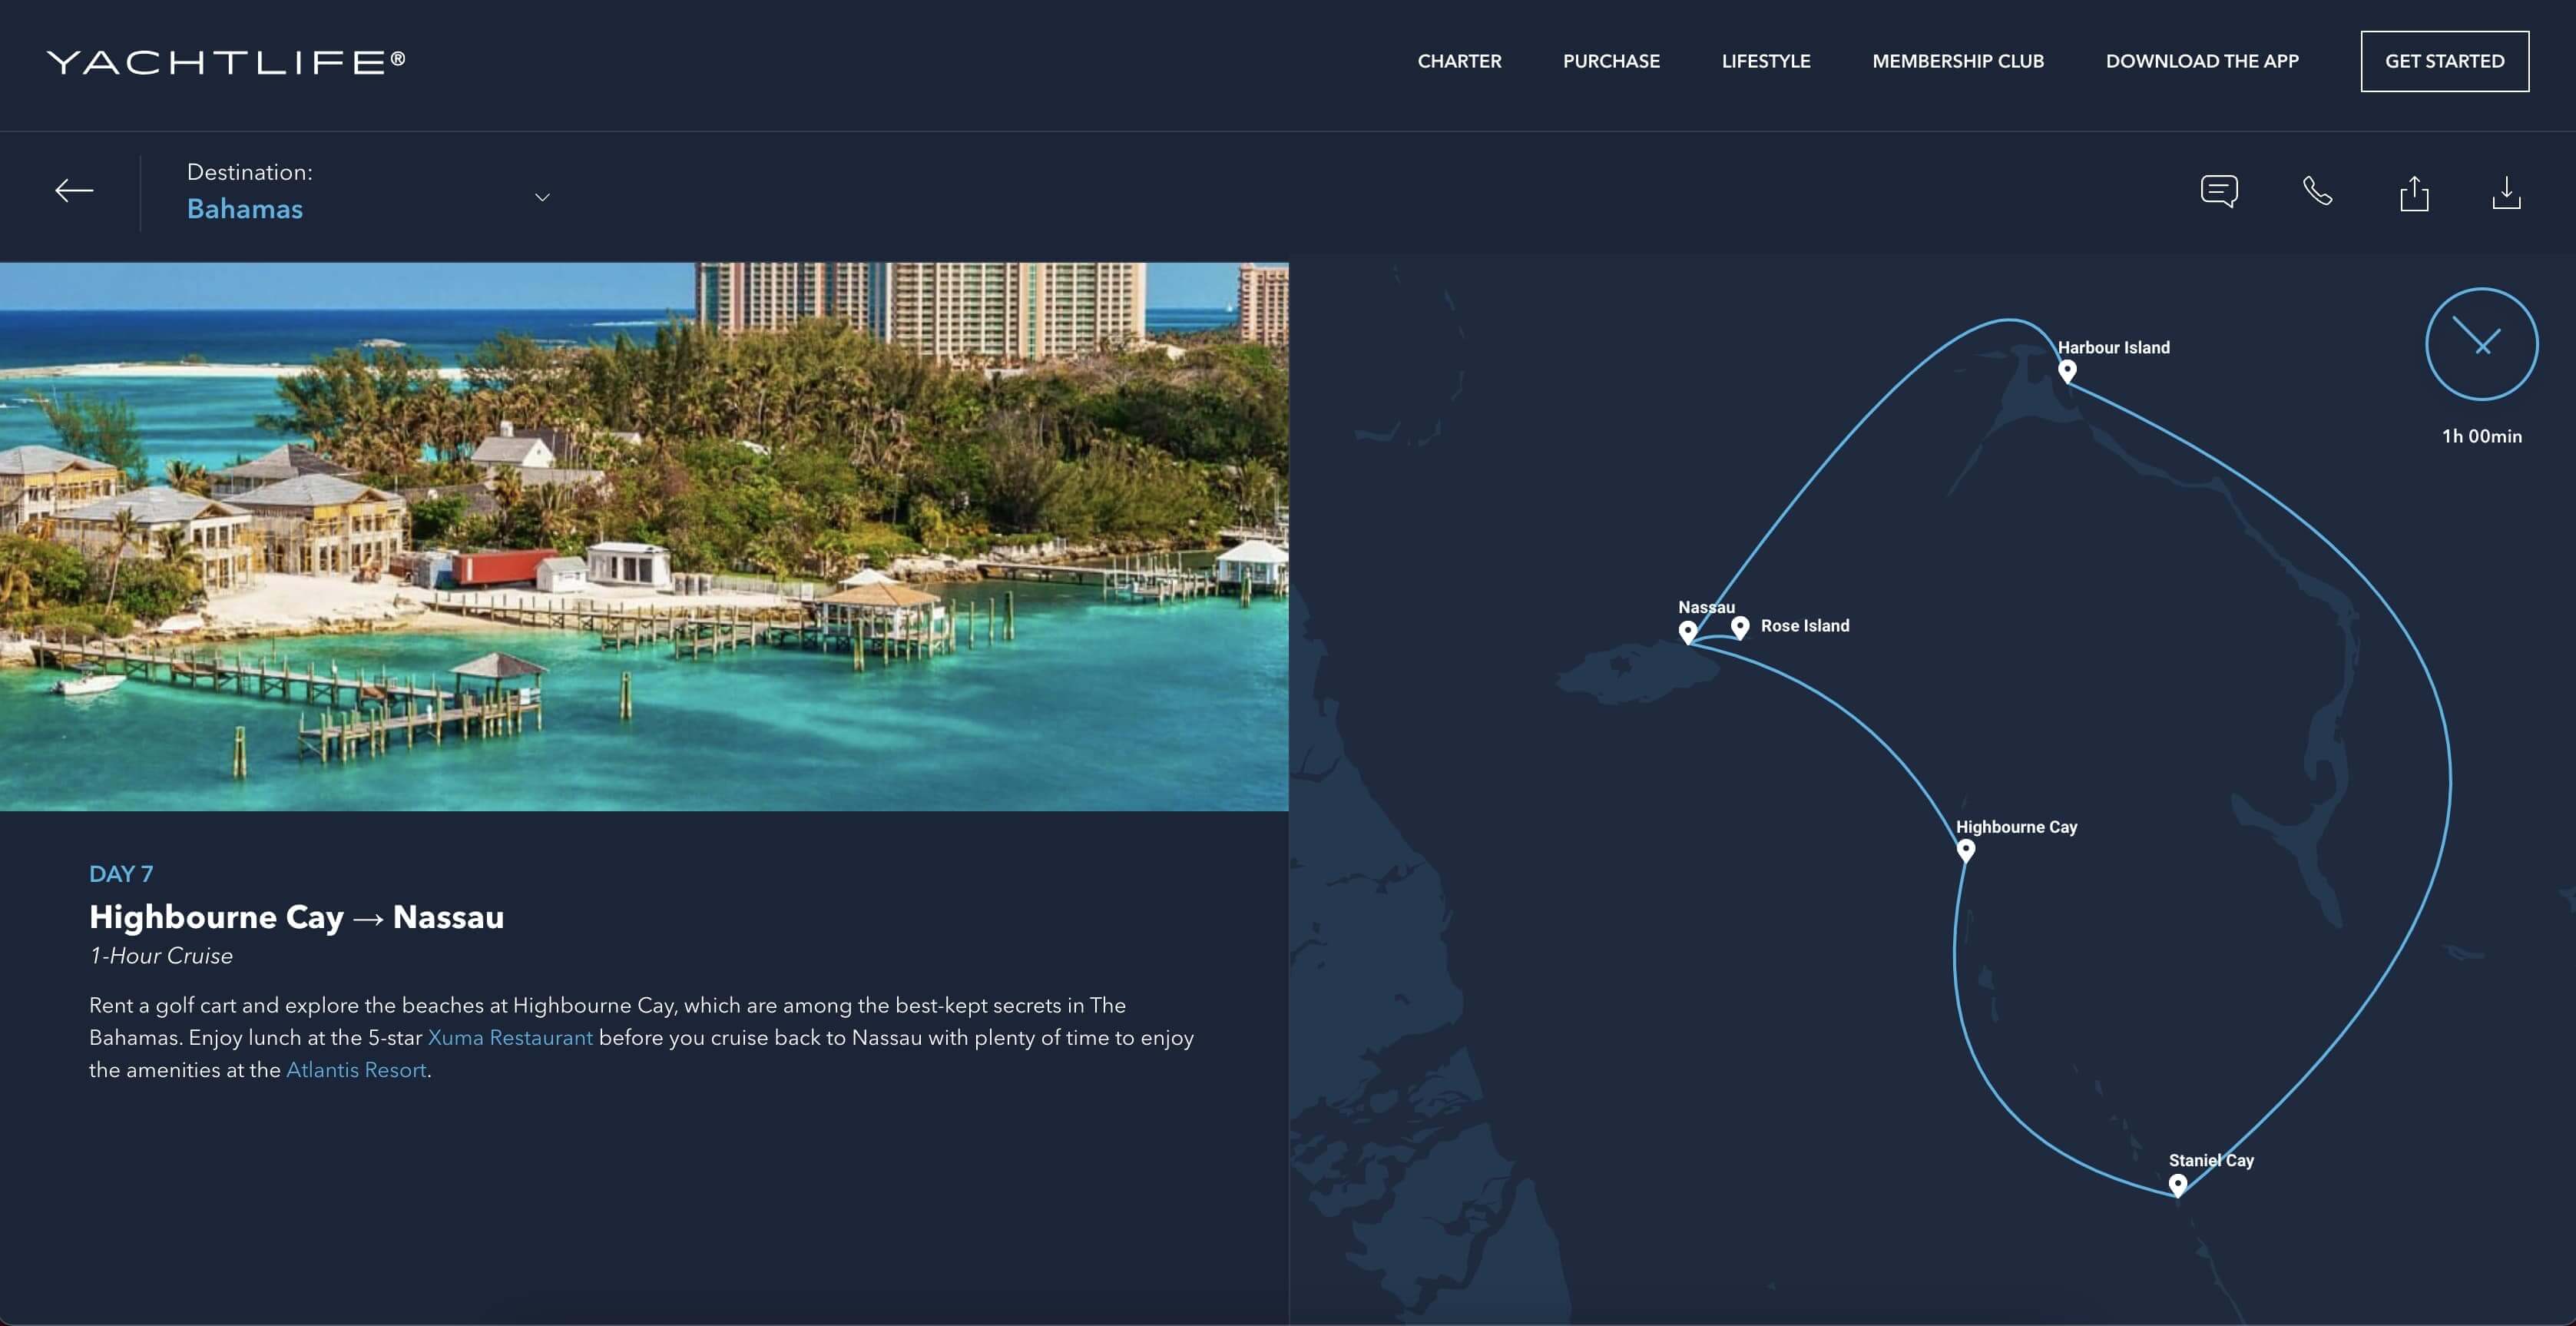 YACHTLIFE®
CHARTER
PURCHASE
LIFESTYLE
MEMBERSHIP CLUB
DOWNLOAD THE APP
GET STARTED
Destination:
Bahamas
DAY 7
Highbourne Cay → Nassau
1-Hour Cruise
Rent a golf cart and explore the beaches at Highbourne Cay, which are among the best-kept secrets in The
Bahamas. Enjoy lunch at the 5-star Xuma Restaurant before you cruise back to Nassau with plenty of time to enjoy
the amenities at the Atlantis Resort.
Harbour Island
1h 00min
Nassau
Rose Island
Highbourne Cay
Staniel Cay